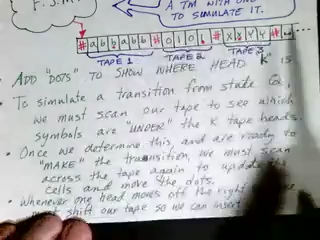 F.S.M.
A TM WITH ONE
TO SIMULATE IT.
# a b b a b b # 0 1 0 1 # X Y Y X #
TAPE 1 TAPE 2 TAPE 3
• ADD "DOTS" TO SHOW WHERE HEAD "K" IS
• To simulate a transition from state Q,
we must scan our tape to see which
symbols are "UNDER" the K tape heads.
• Once we determine this, and are ready to
"MAKE" the transition, we must scan
across the tape again to update the
cells and move the dots.
• Whenever one head moves off the right
must shift our tape so we can insert